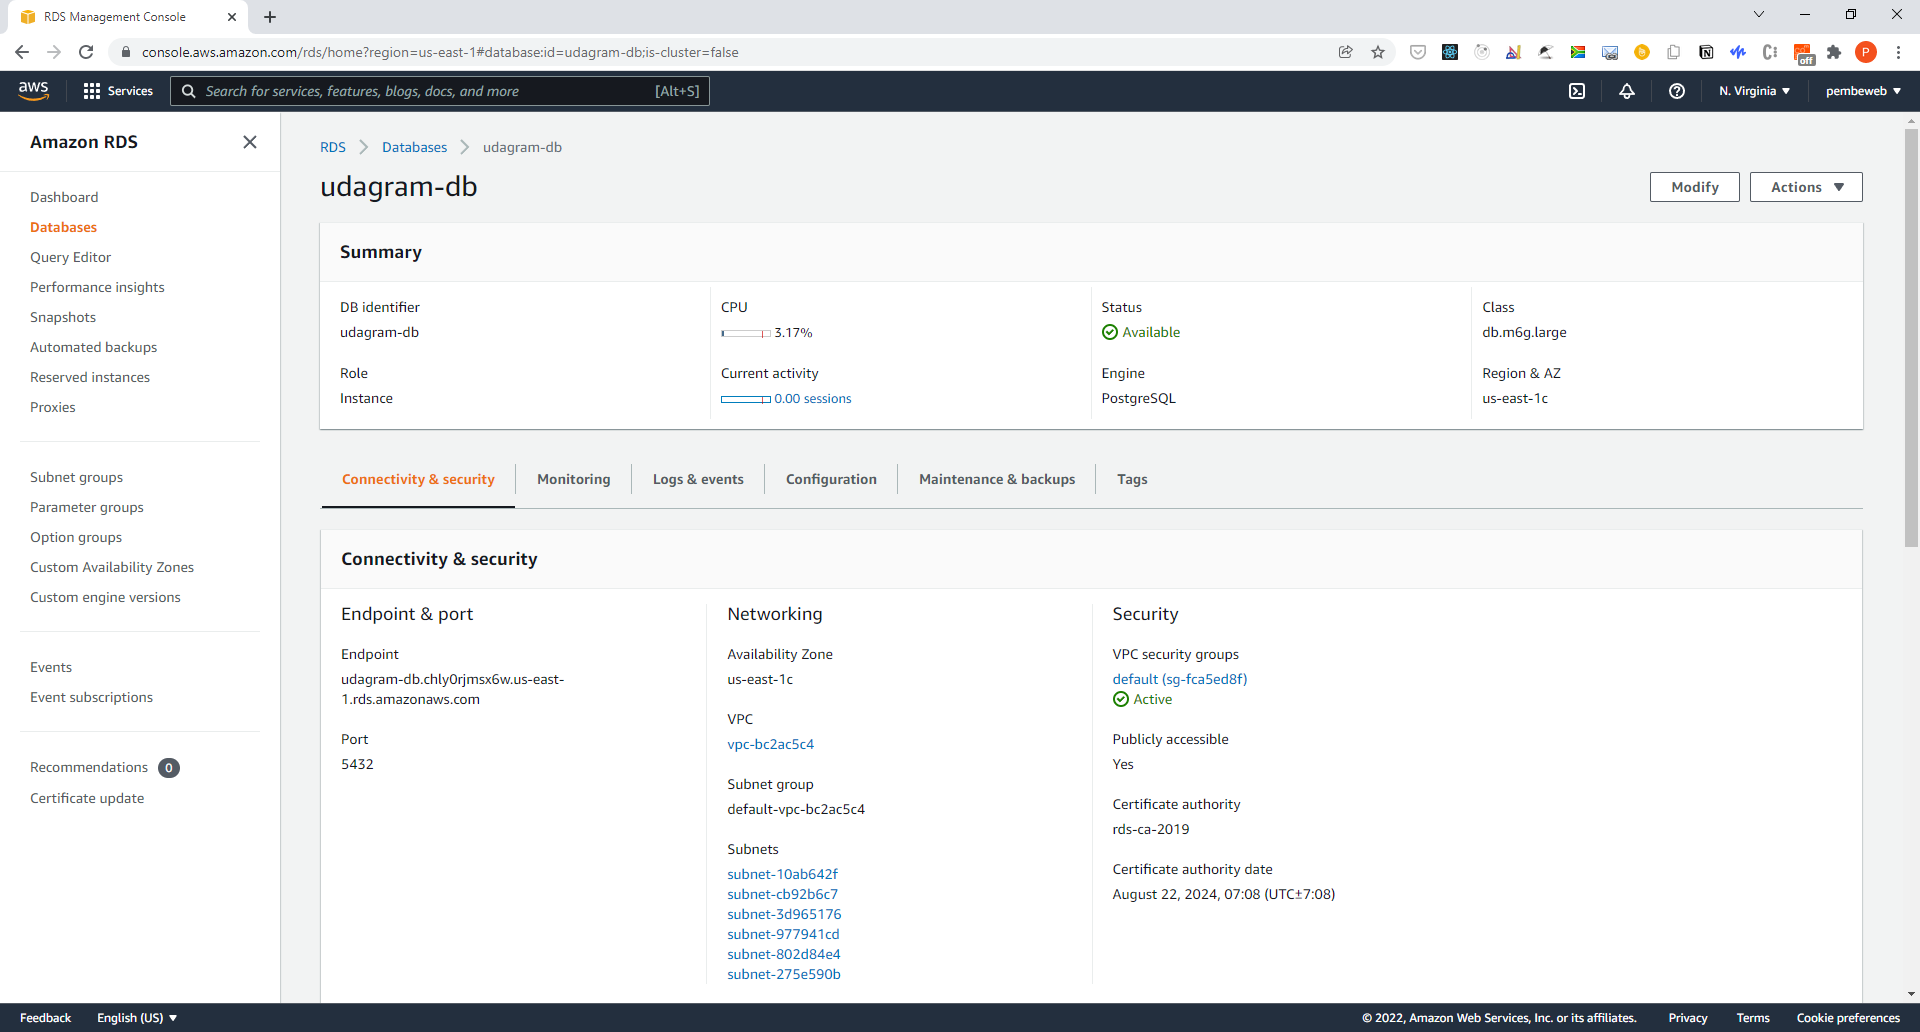 RDS Management Console
console.aws.amazon.com/rds/home?region=us-east-1#database:id=udagram-db;is-cluster=false
off
P
aws
Services
Search for services, features, blogs, docs, and more
[Alt+S]
N. Virginia
pembeweb
Amazon RDS
Dashboard
Databases
Query Editor
Performance insights
Snapshots
Automated backups
Reserved instances
Proxies
Subnet groups
Parameter groups
Option groups
Custom Availability Zones
Custom engine versions
Events
Event subscriptions
Recommendations 0
Certificate update
RDS > Databases > udagram-db
udagram-db
Modify
Actions
Summary
DB identifier
udagram-db
CPU
3.17%
Status
Available
Class
db.m6g.large
Role
Instance
Current activity
0.00 sessions
Engine
PostgreSQL
Region & AZ
us-east-1c
Connectivity & security
Monitoring
Logs & events
Configuration
Maintenance & backups
Tags
Connectivity & security
Endpoint & port
Endpoint
udagram-db.chly0rjmsx6w.us-east-
1.rds.amazonaws.com
Port
5432
Networking
Availability Zone
us-east-1c
VPC
vpc-bc2ac5c4
Subnet group
default-vpc-bc2ac5c4
Subnets
subnet-10ab642f
subnet-cb92b6c7
subnet-3d965176
subnet-977941cd
subnet-802d84e4
subnet-275e590b
Security
VPC security groups
default (sg-fca5ed8f)
Active
Publicly accessible
Yes
Certificate authority
rds-ca-2019
Certificate authority date
August 22, 2024, 07:08 (UTC±7:08)
Feedback
English (US)
© 2022, Amazon Web Services, Inc. or its affiliates.
Privacy
Terms
Cookie preferences